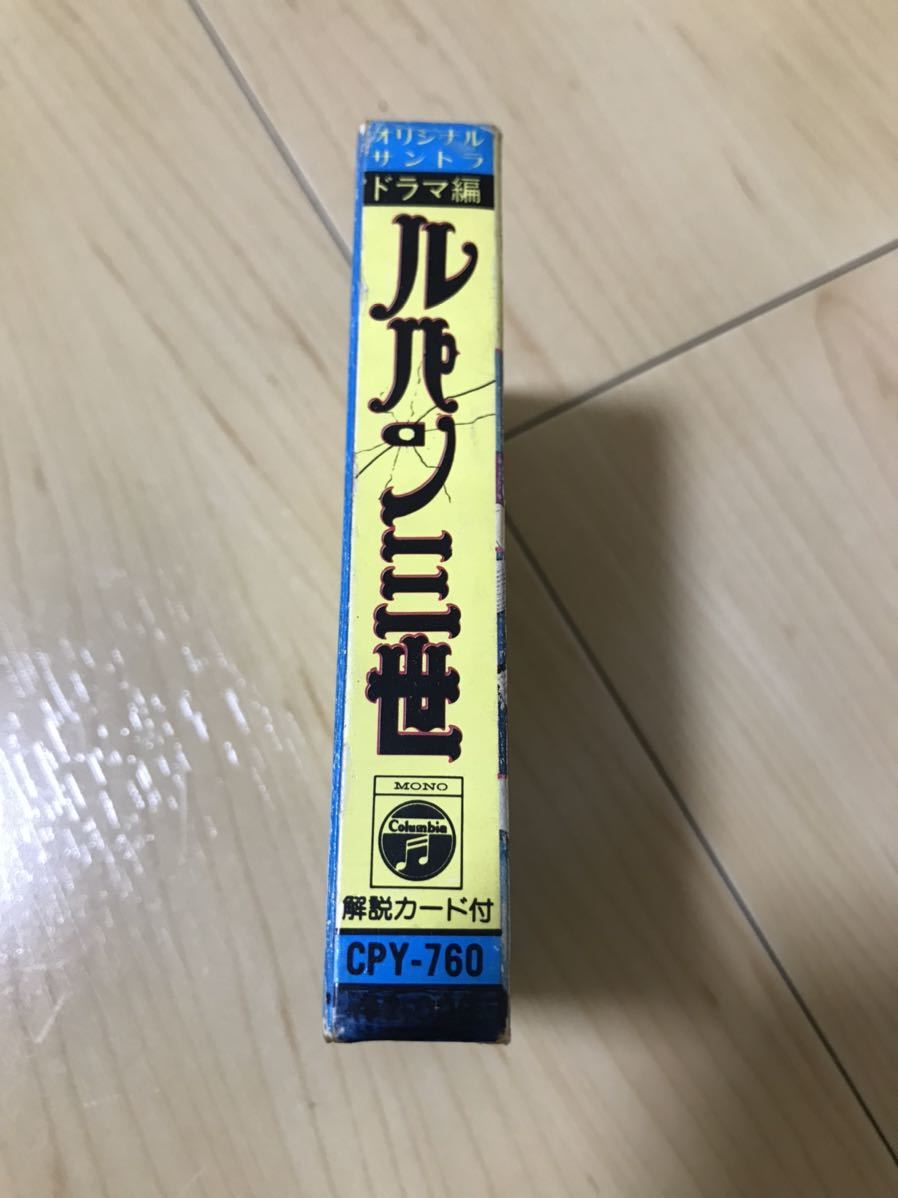 オリジナル
サントラ
ドラマ編
ルパン三世
MONO
Columbia
解説カード付
CPY-760